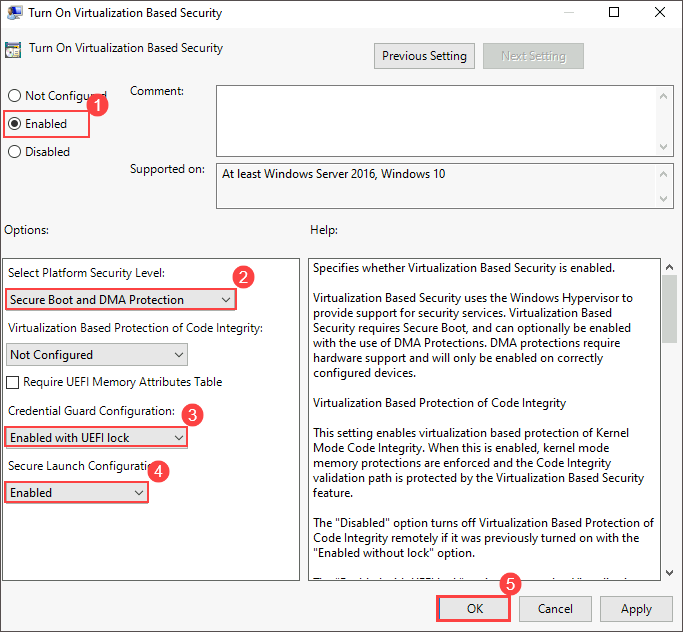 Turn On Virtualization Based Security
Turn On Virtualization Based Security
Previous Setting
Next Setting
Not Configured
1
Enabled
Disabled
Comment:
Supported on:
At least Windows Server 2016, Windows 10
Options:
Help:
Select Platform Security Level:
2
Secure Boot and DMA Protection
Virtualization Based Protection of Code Integrity:
Not Configured
Require UEFI Memory Attributes Table
Credential Guard Configuration:
3
Enabled with UEFI lock
Secure Launch Configuration
4
Enabled
Specifies whether Virtualization Based Security is enabled.
Virtualization Based Security uses the Windows Hypervisor to
provide support for security services. Virtualization Based
Security requires Secure Boot, and can optionally be enabled
with the use of DMA Protections. DMA protections require
hardware support and will only be enabled on correctly
configured devices.
Virtualization Based Protection of Code Integrity
This setting enables virtualization based protection of Kernel
Mode Code Integrity. When this is enabled, kernel mode
memory protections are enforced and the Code Integrity
validation path is protected by the Virtualization Based Security
feature.
The "Disabled" option turns off Virtualization Based Protection of
Code Integrity remotely if it was previously turned on with the
"Enabled without lock" option.
5
OK
Cancel
Apply